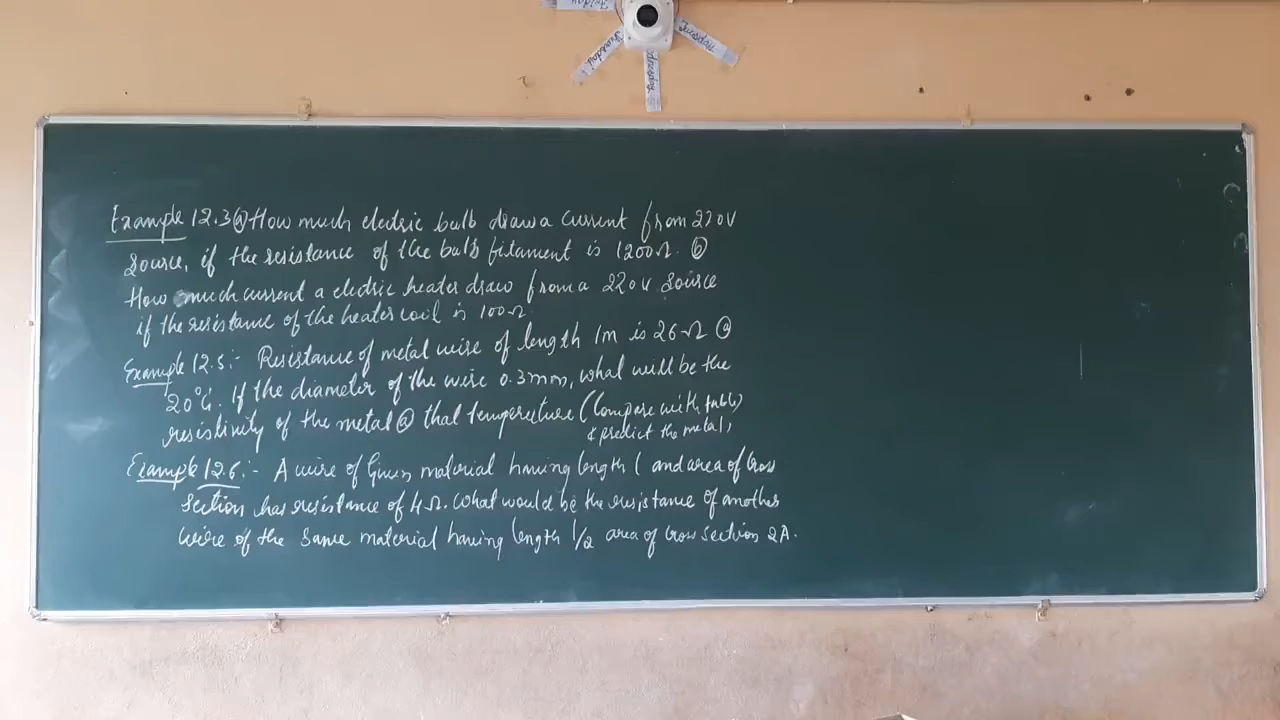 Friday
Thursday
Wednesday
Tuesday
Example 12.3 ⓐ How much electric bulb draw a current from 220V
Source, if the resistance of the bulb filament is 1200Ω. ⓑ
How much current a electric heater draw from a 220V Source
if the resistance of the heater coil is 100Ω.
Example 12.5:- Resistance of metal wire of length 1m is 26Ω @
20°C. If the diameter of the wire 0.3mm, what will be the
resistivity of the metal @ that temperature (Compare with table)
& predict the metal,
Example 12.6:- A wire of Given material having length l and area of Cross
Section has resistance of 4Ω. What would be the resistance of another
wire of the same material having length l/2 area of Cross section 2A.